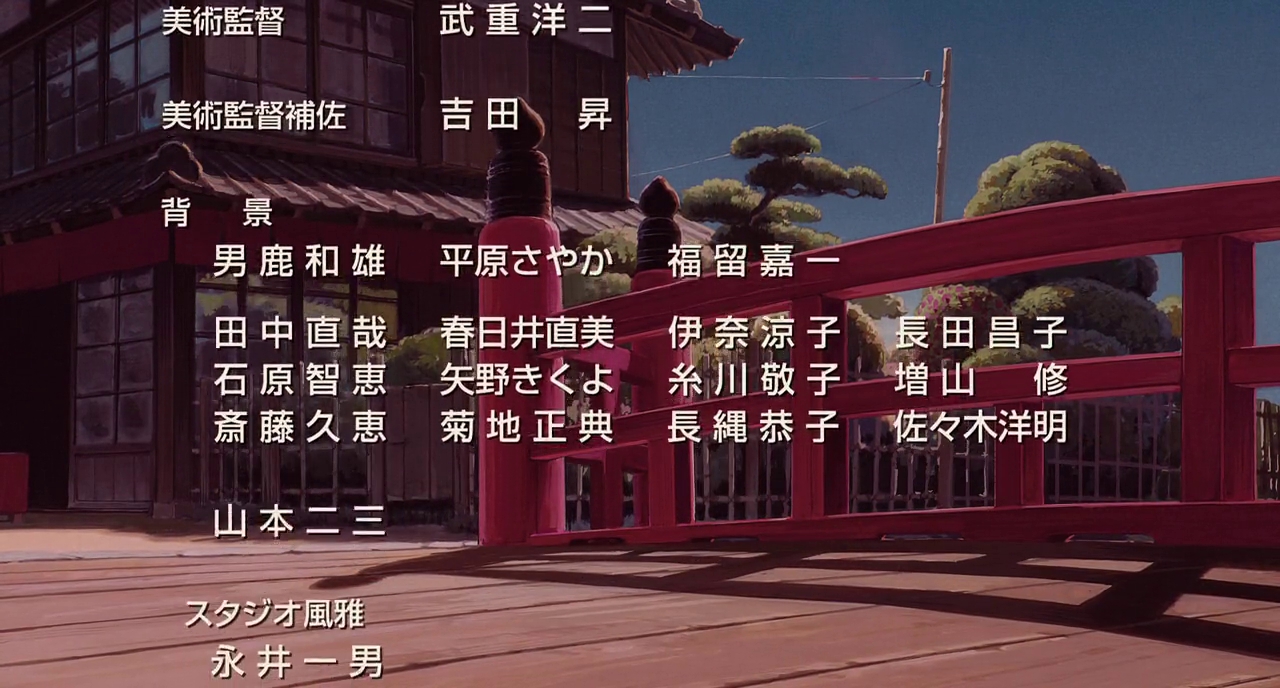 美術監督 武重洋二
美術監督補佐 吉田 昇
背 景
男鹿和雄 平原さやか 福留嘉一
田中直哉 春日井直美 伊奈涼子 長田昌子
石原智恵 矢野きくよ 糸川敬子 増山 修
斎藤久恵 菊地正典 長縄恭子 佐々木洋明
山本二三
スタジオ風雅
永井一男